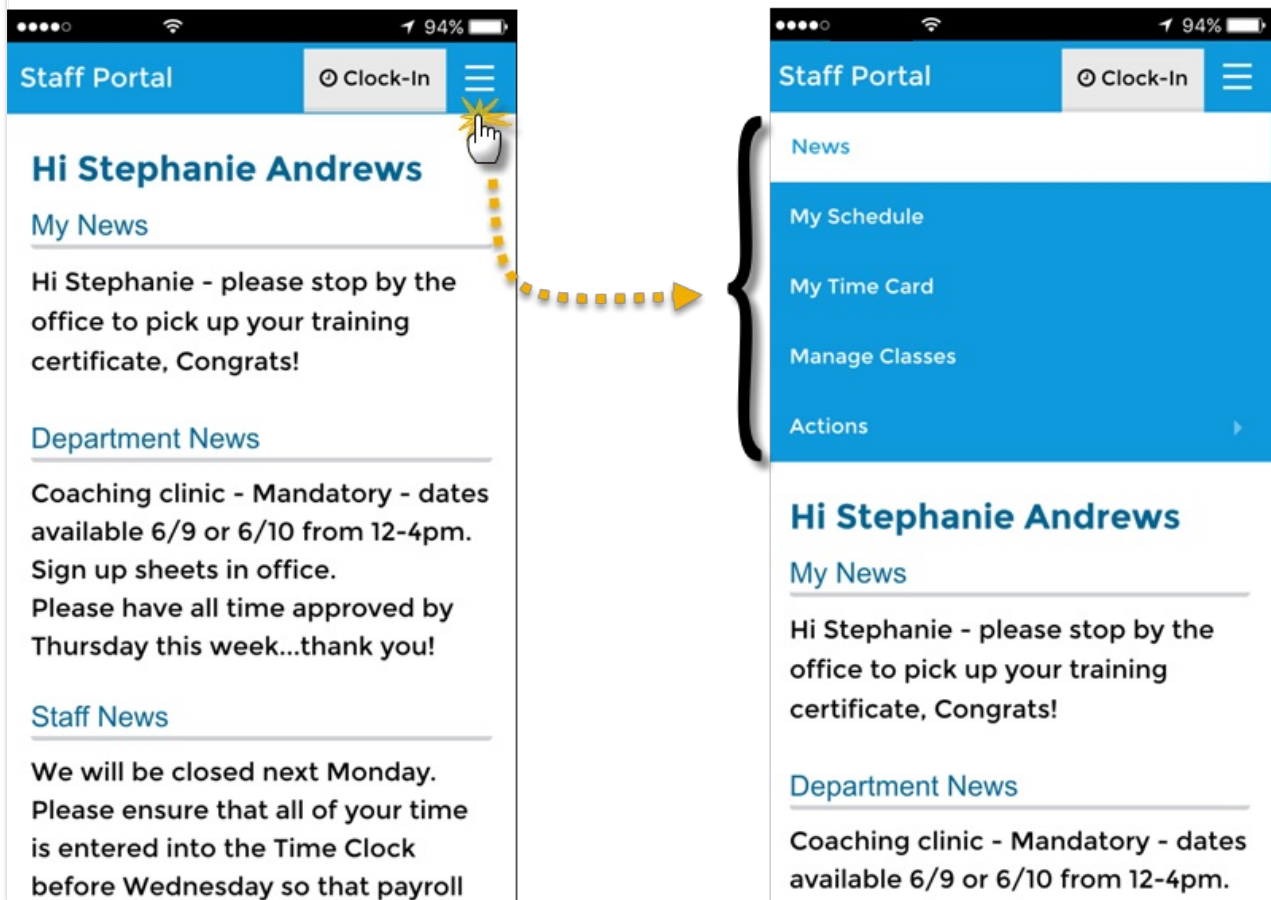 94%
Staff Portal
Clock-In
Hi Stephanie Andrews
My News
Hi Stephanie - please stop by the
office to pick up your training
certificate, Congrats!
Department News
Coaching clinic - Mandatory - dates
available 6/9 or 6/10 from 12-4pm.
Sign up sheets in office.
Please have all time approved by
Thursday this week...thank you!
Staff News
We will be closed next Monday.
Please ensure that all of your time
is entered into the Time Clock
before Wednesday so that payroll
94%
Staff Portal
Clock-In
News
My Schedule
My Time Card
Manage Classes
Actions
Hi Stephanie Andrews
My News
Hi Stephanie - please stop by the
office to pick up your training
certificate, Congrats!
Department News
Coaching clinic - Mandatory - dates
available 6/9 or 6/10 from 12-4pm.